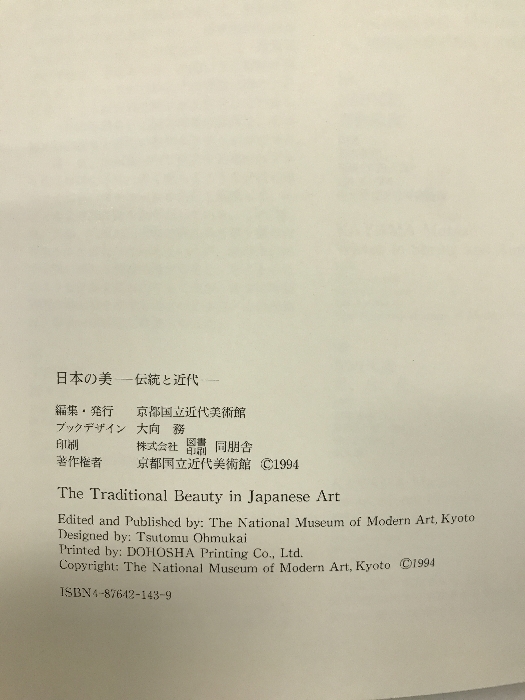 日本の美 ―伝統と近代―
編集・発行 京都国立近代美術館
ブックデザイン 大向 務
印刷 株式会社 図書印刷 同朋舎
著作権者 京都国立近代美術館 ©1994
The Traditional Beauty in Japanese Art
Edited and Published by: The National Museum of Modern Art, Kyoto
Designed by: Tsutomu Ohmukai
Printed by: DOHOSHA Printing Co., Ltd.
Copyright: The National Museum of Modern Art, Kyoto ©1994
ISBN4-87642-143-9